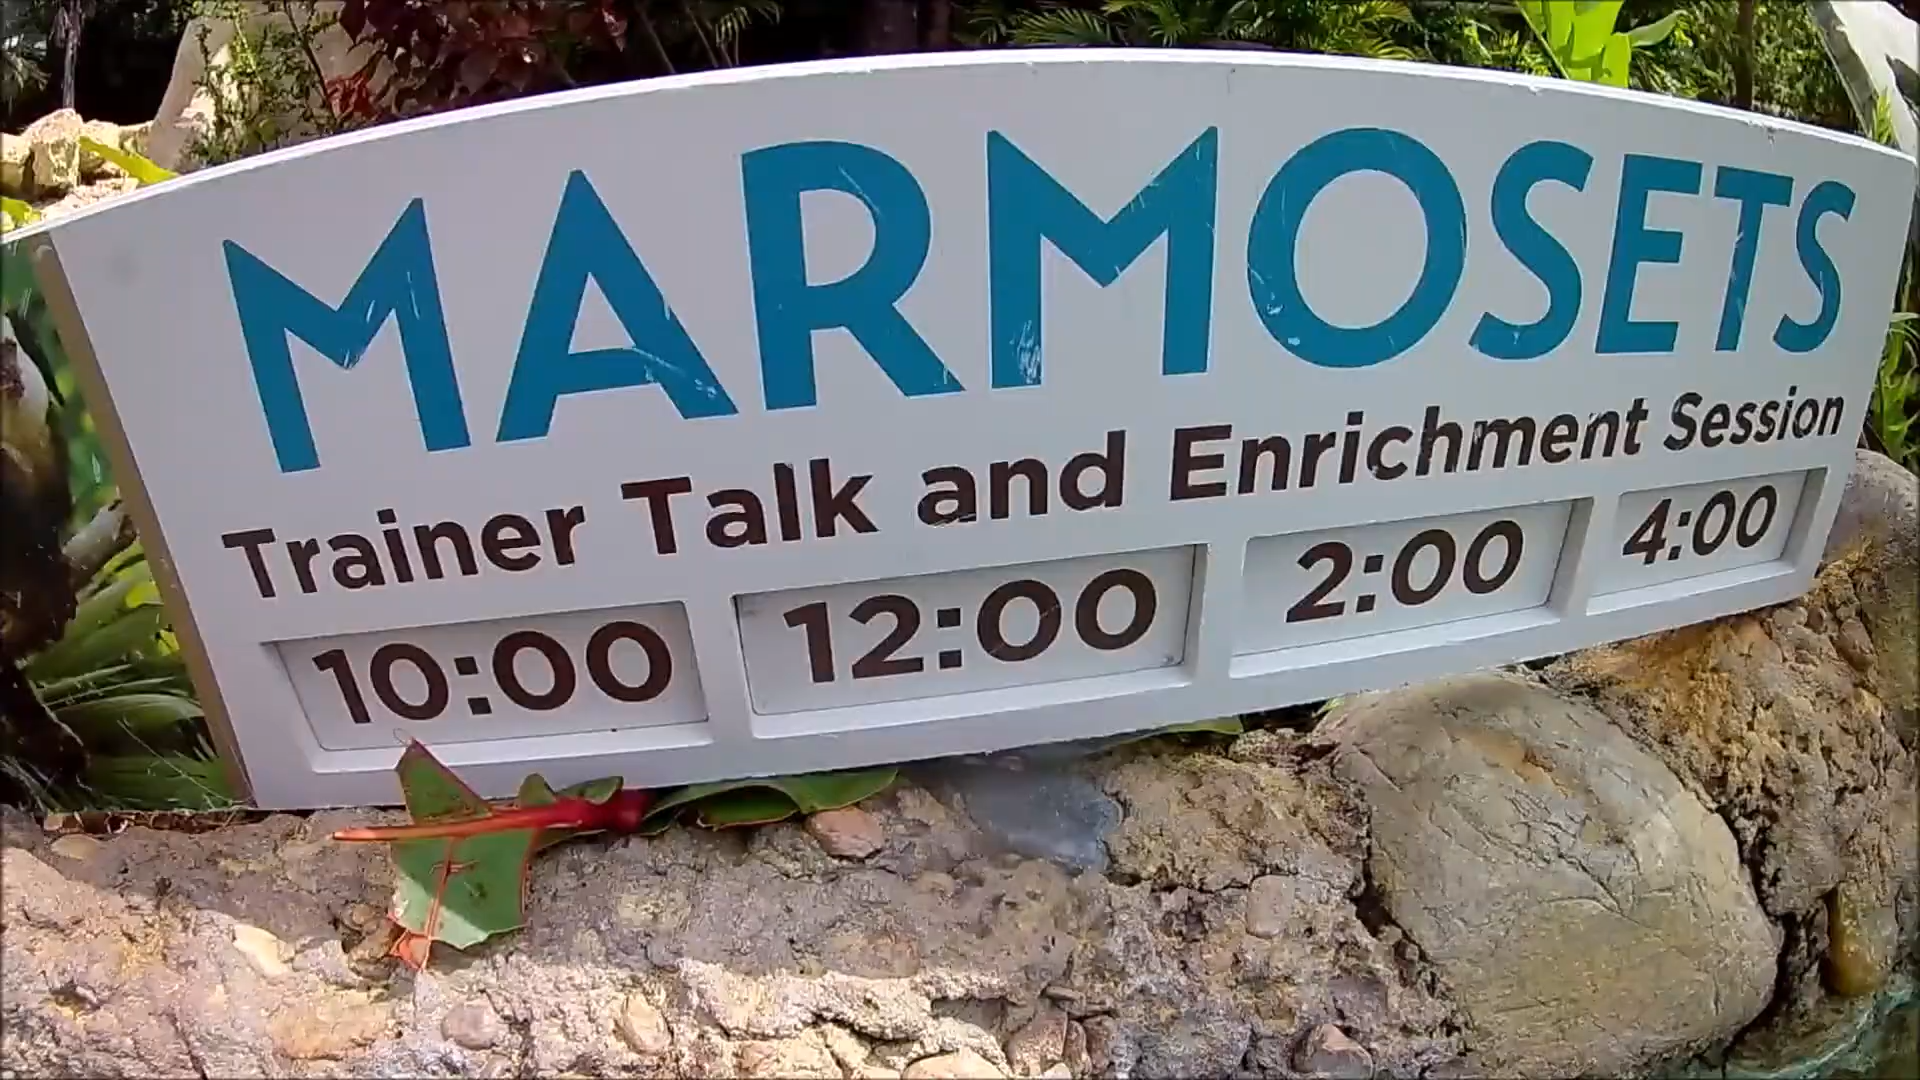 MARMOSETS
Trainer Talk and Enrichment Session
10:00 12:00 2:00 4:00